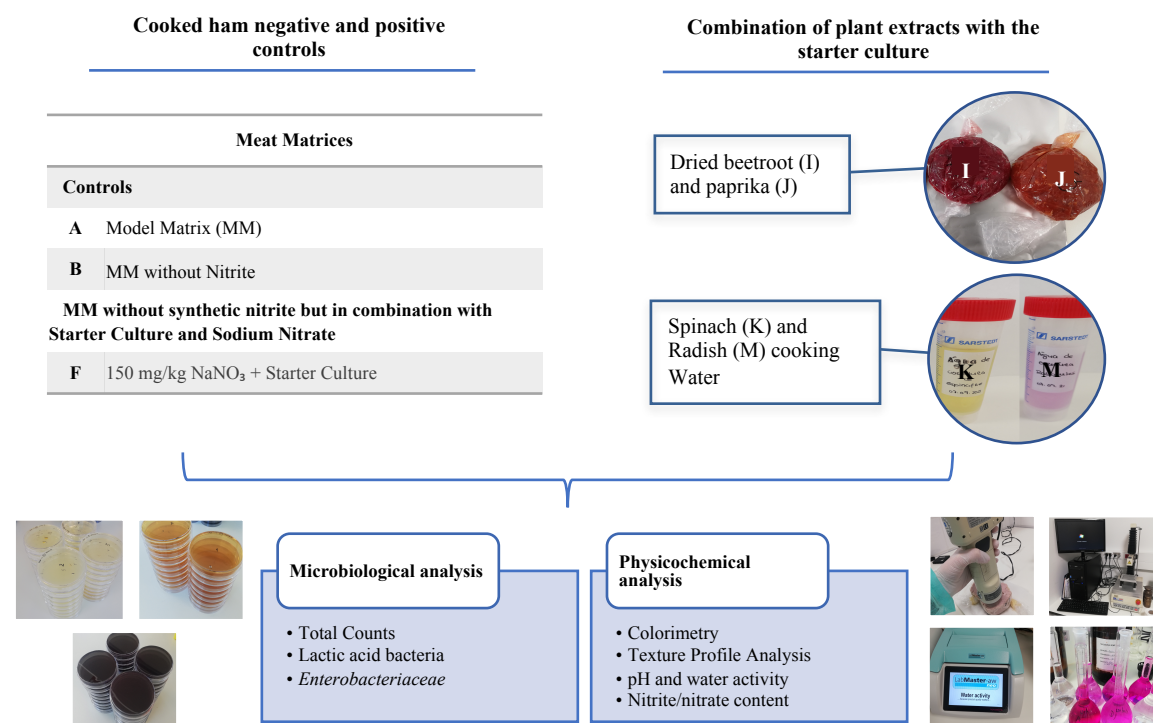 Cooked ham negative and positive
controls
Combination of plant extracts with the
starter culture
Meat Matrices
Controls
A Model Matrix (MM)
B MM without Nitrite
MM without synthetic nitrite but in combination with
Starter Culture and Sodium Nitrate
F 150 mg/kg NaNO₃ + Starter Culture
Dried beetroot (I)
and paprika (J)
I
J
Spinach (K) and
Radish (M) cooking
Water
SARSTEDT
Água de
K
SARSTEDT
Água de
M
Microbiological analysis
• Total Counts
• Lactic acid bacteria
• Enterobacteriaceae
Physicochemical
analysis
• Colorimetry
• Texture Profile Analysis
• pH and water activity
• Nitrite/nitrate content
LabMaster-aw
Water activity